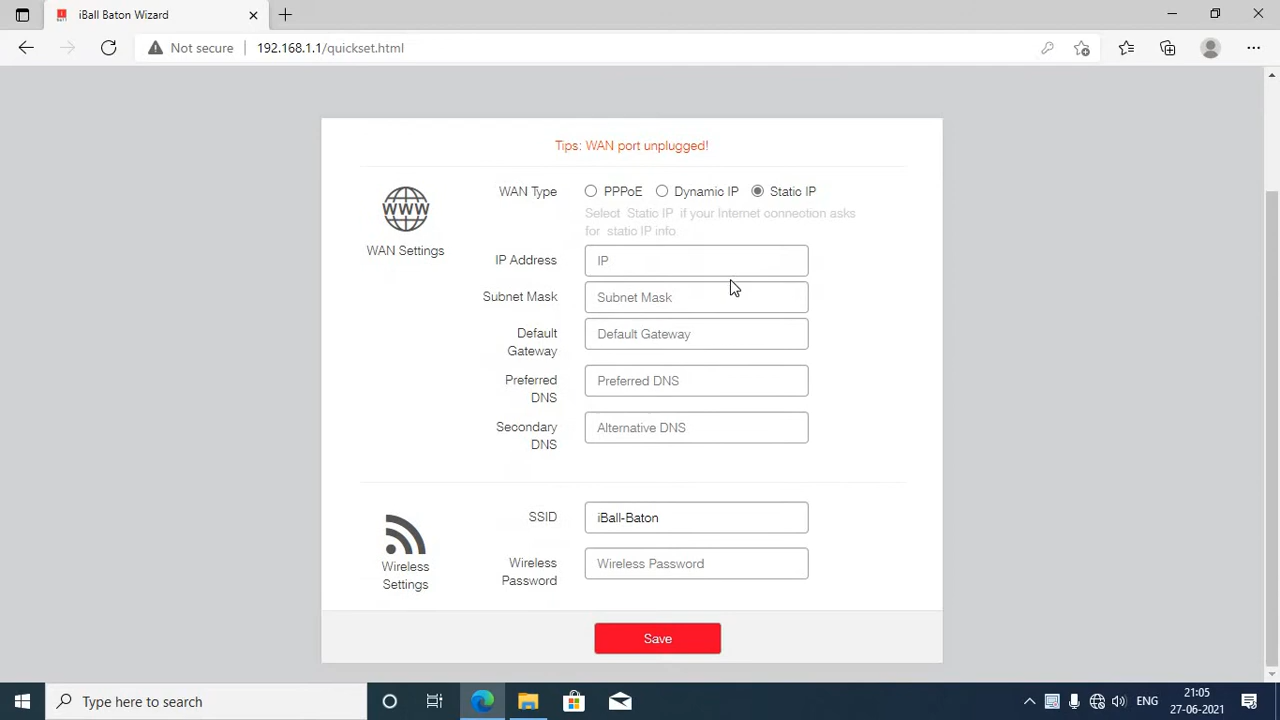 iBall Baton Wizard
Not secure
192.168.1.1/quickset.html
Tips: WAN port unplugged!
WAN Type
PPPoE
Dynamic IP
Static IP
Select Static IP if your Internet connection asks
for static IP info.
WAN Settings
IP Address
IP
Subnet Mask
Subnet Mask
Default
Gateway
Default Gateway
Preferred
DNS
Preferred DNS
Secondary
DNS
Alternative DNS
SSID
iBall-Baton
Wireless
Settings
Wireless
Password
Wireless Password
Save
Type here to search
ENG
21:05
27-06-2021